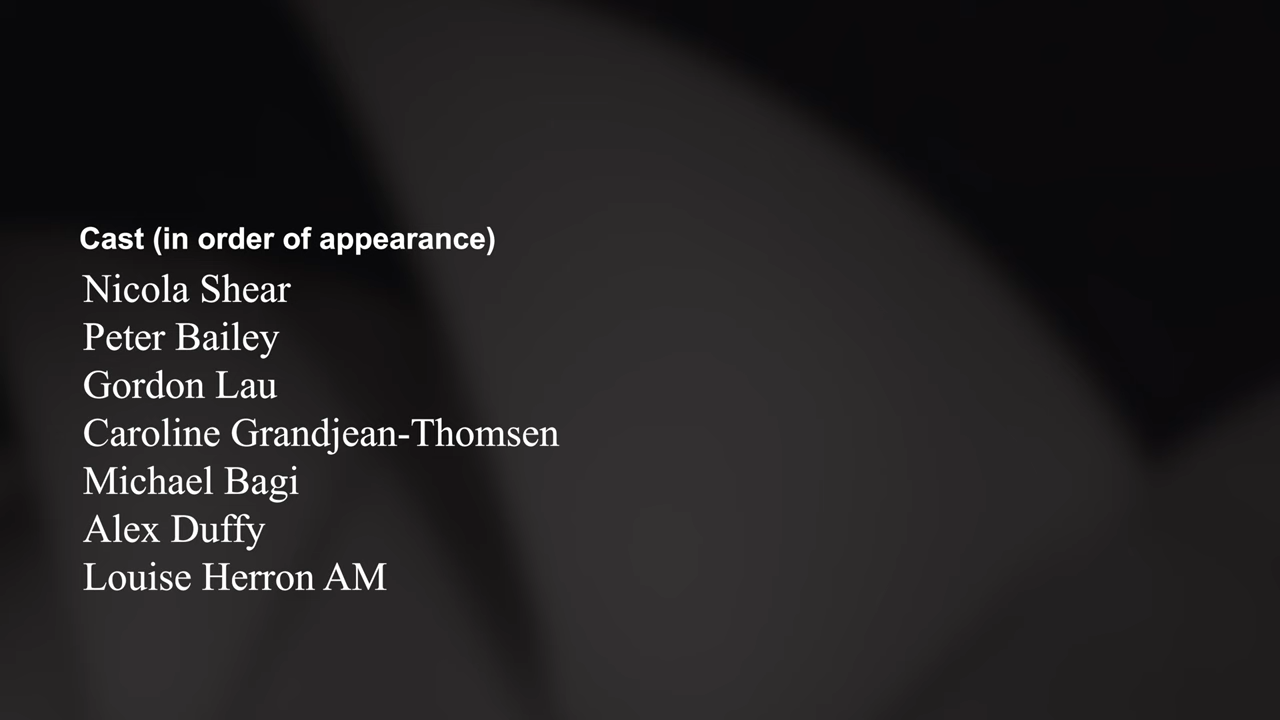 Cast (in order of appearance)
Nicola Shear
Peter Bailey
Gordon Lau
Caroline Grandjean-Thomsen
Michael Bagi
Alex Duffy
Louise Herron AM